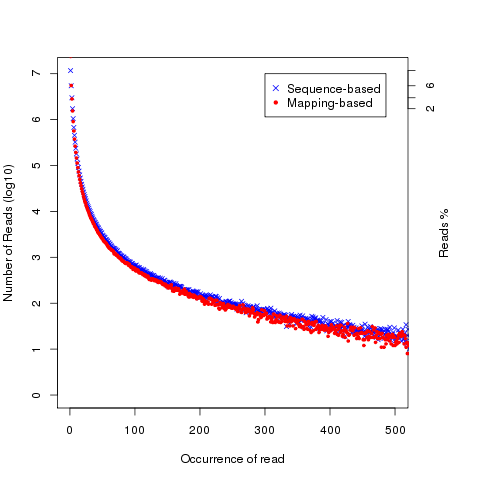 Number of Reads (log10)
7
6
5
4
3
2
1
0
Sequence-based
Mapping-based
6
4
2
Reads %
0 100 200 300 400 500
Occurrence of read